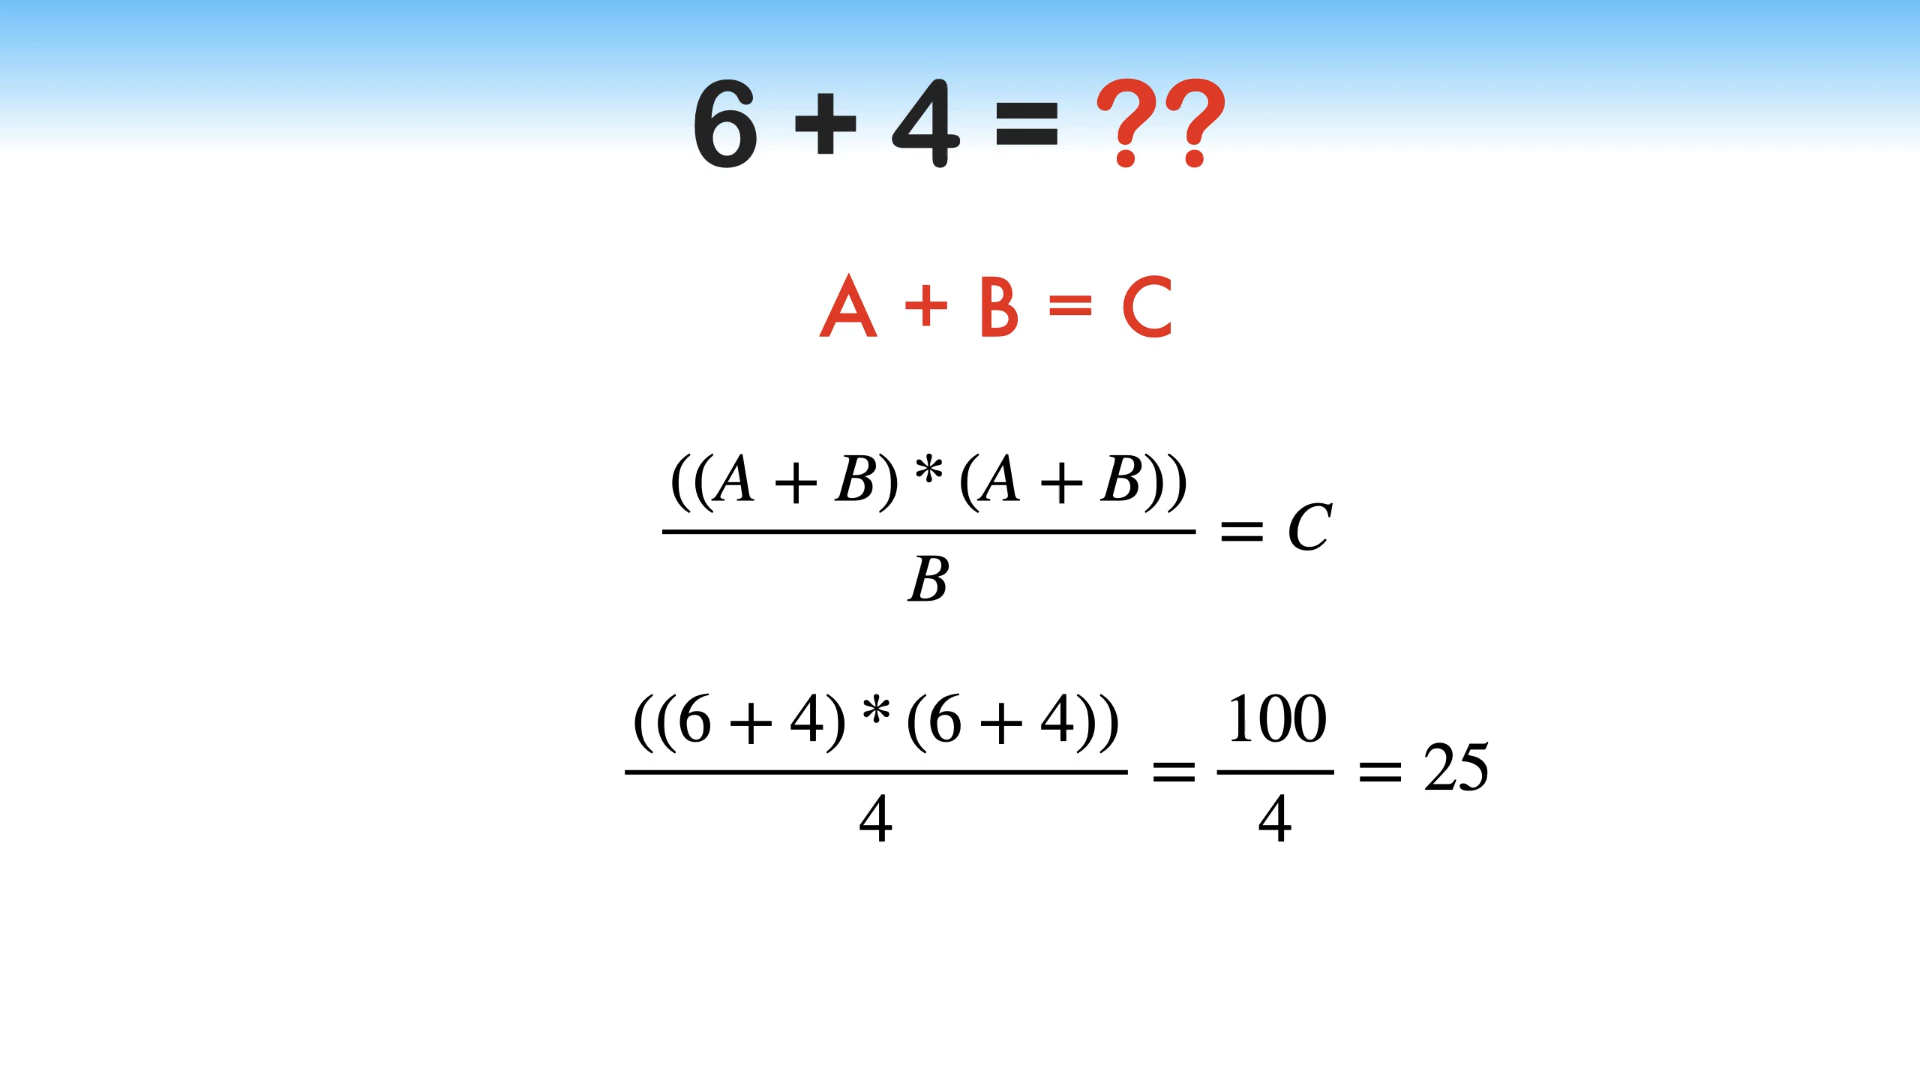 6 + 4 = ??
A + B = C
((A + B) * (A + B)) / B = C
((6 + 4) * (6 + 4)) / 4 = 100 / 4 = 25